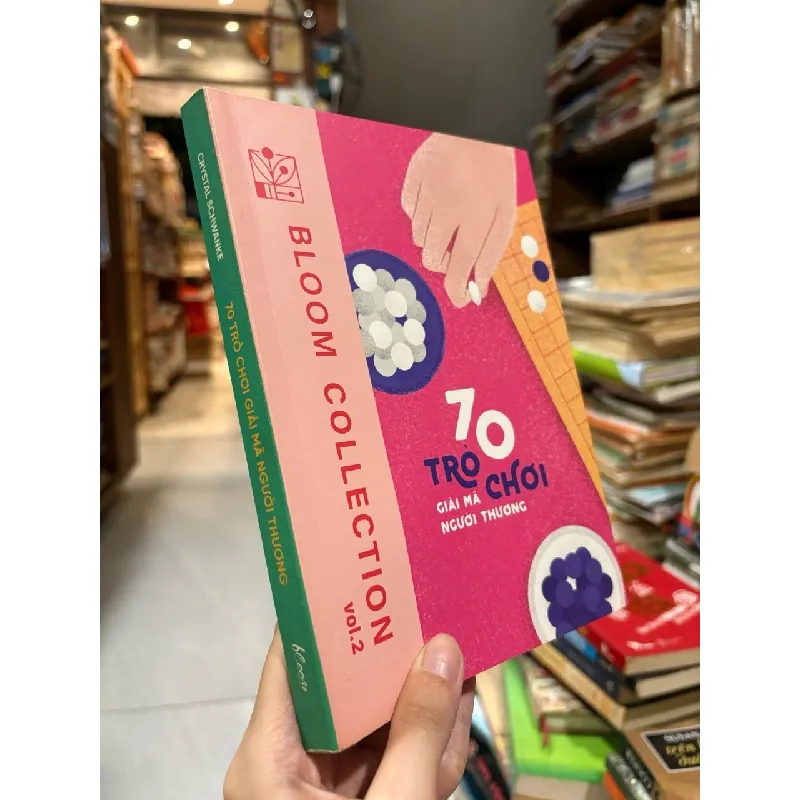 CRYSTAL SCHWANKE
70 TRÒ CHƠI GIẢI MÃ NGƯỜI THƯƠNG
bloom
BLOOM COLLECTION
vol.2
70
TRÒ CHƠI
GIẢI MÃ
NGƯỜI THƯƠNG